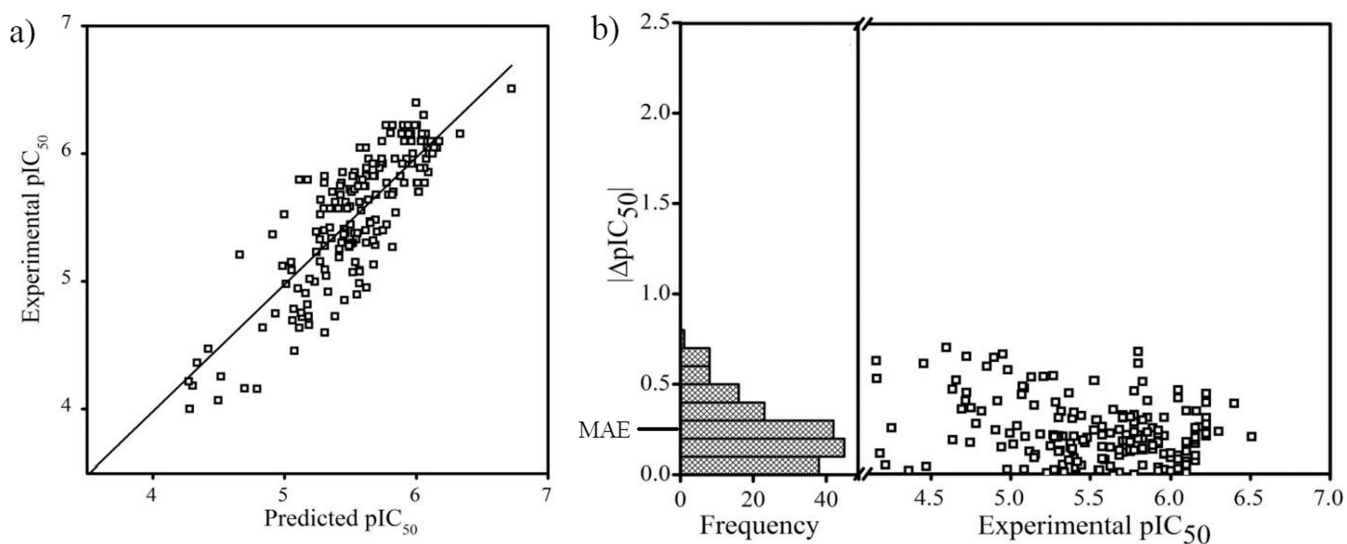 a)
7
6
5
4
Experimental pIC₅₀
4 5 6 7
Predicted pIC₅₀
b)
2.5
2.0
1.5
1.0
0.5
0.0
|ΔpIC₅₀|
MAE
0 20 40
Frequency
4.5 5.0 5.5 6.0 6.5 7.0
Experimental pIC₅₀